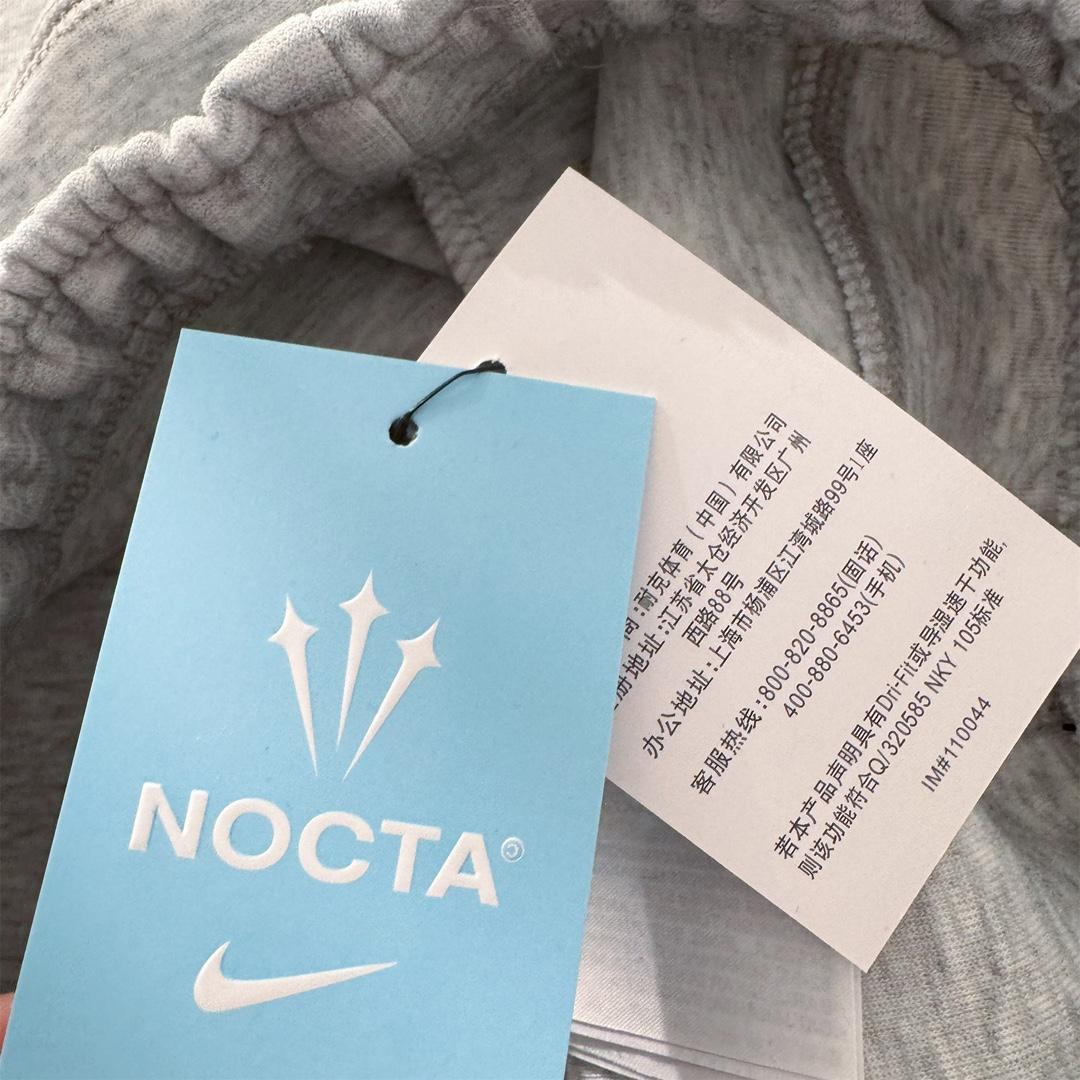 NOCTA©
耐克体育（中国）有限公司
地址:江苏省太仓经济开发区广州
西路88号
办公地址:上海市杨浦区江湾城路99号1座
客服热线:800-820-8865(固话)
400-880-6453(手机)
若本产品声明具有Dri-Fit或导湿速干功能,
则该功能符合Q/320585 NKY 105标准
IM#110044